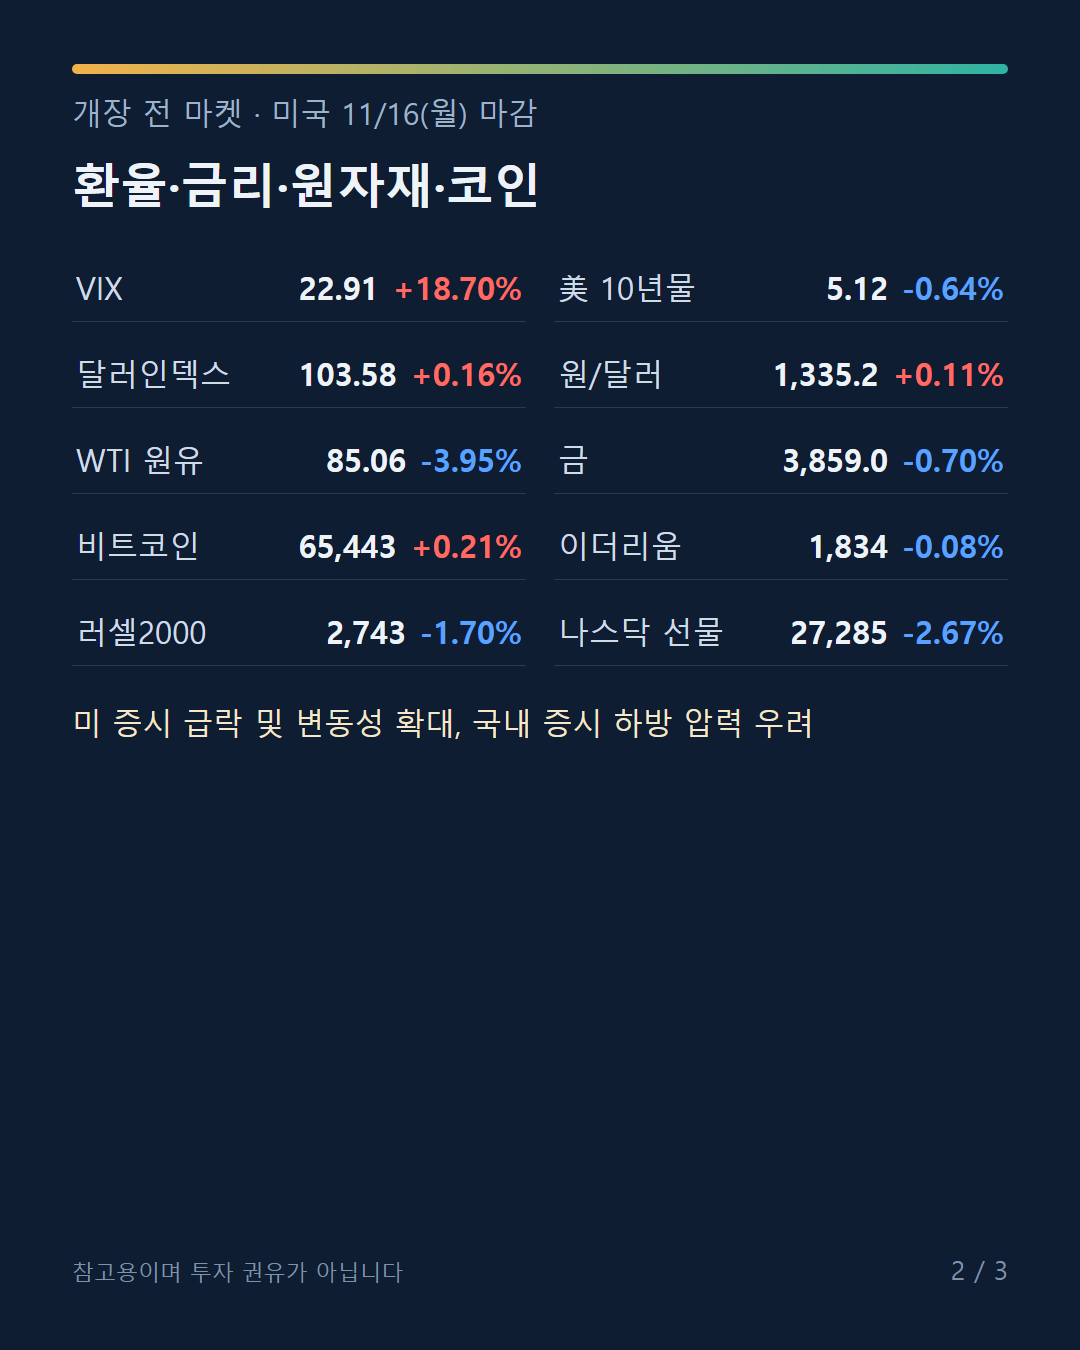 개장 전 마켓 · 미국 11/16(월) 마감
환율·금리·원자재·코인
VIX 22.91 +18.70% 美 10년물 5.12 -0.64%
달러인덱스 103.58 +0.16% 원/달러 1,335.2 +0.11%
WTI 원유 85.06 -3.95% 금 3,859.0 -0.70%
비트코인 65,443 +0.21% 이더리움 1,834 -0.08%
러셀2000 2,743 -1.70% 나스닥 선물 27,285 -2.67%
미 증시 급락 및 변동성 확대, 국내 증시 하방 압력 우려
참고용이며 투자 권유가 아닙니다 2 / 3